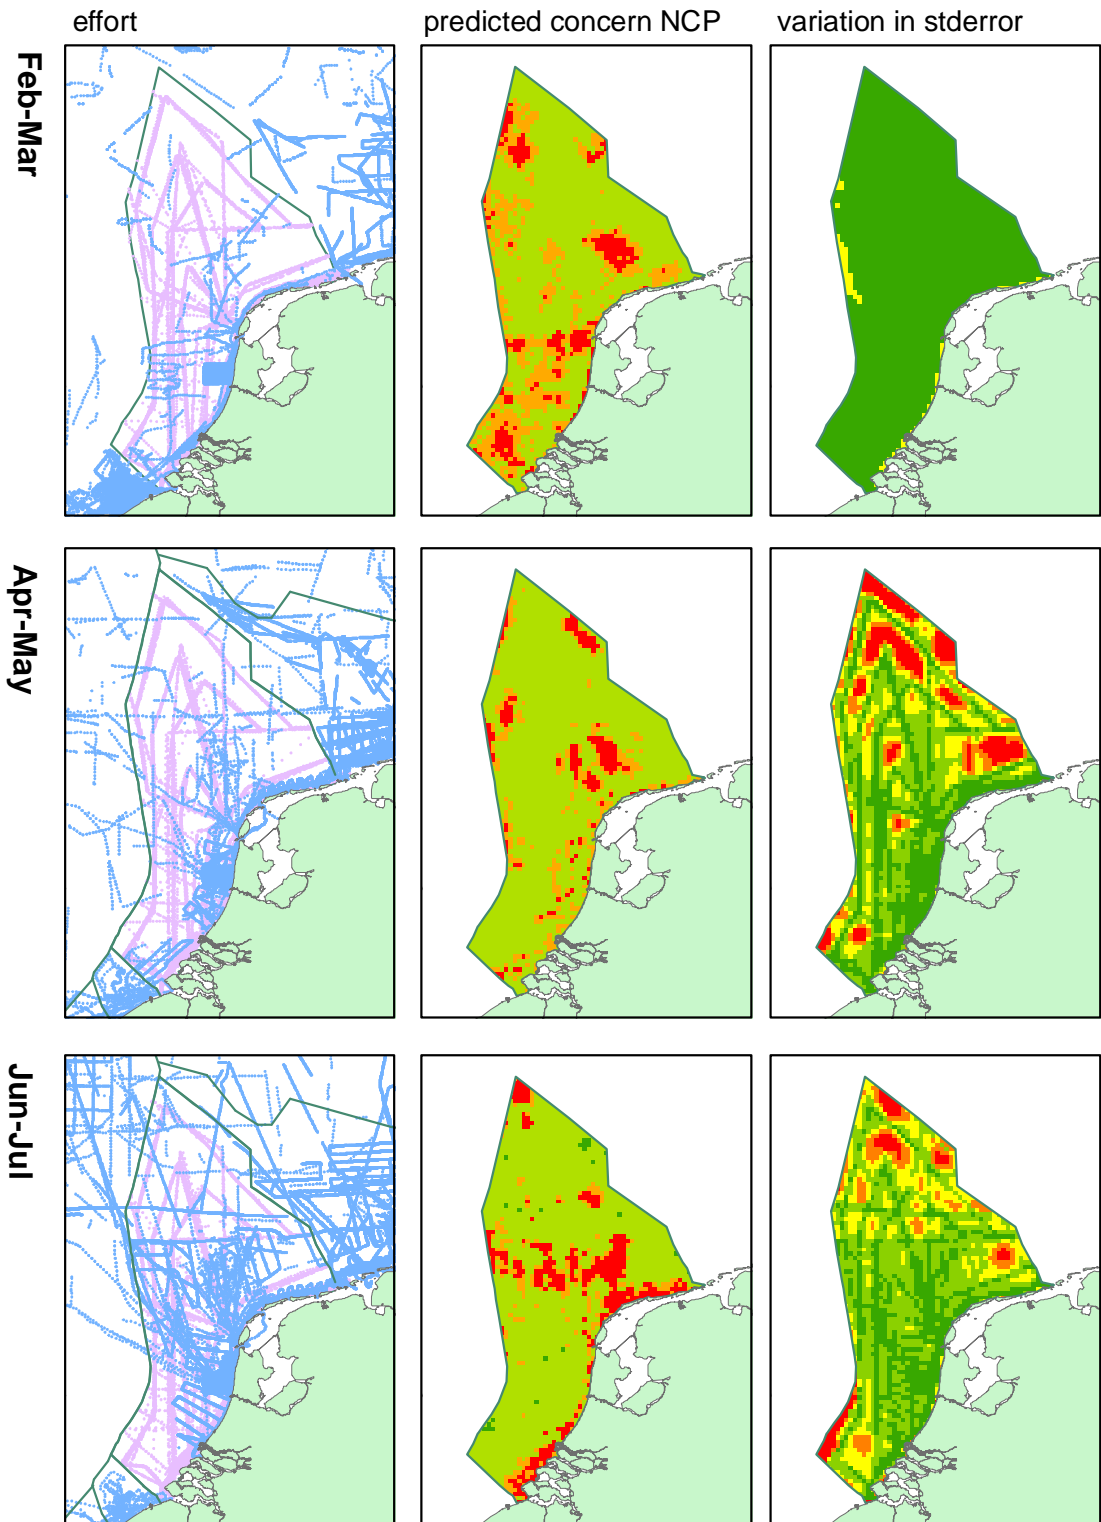 effort
predicted concern NCP
variation in stderror
Feb-Mar
Apr-May
Jun-Jul